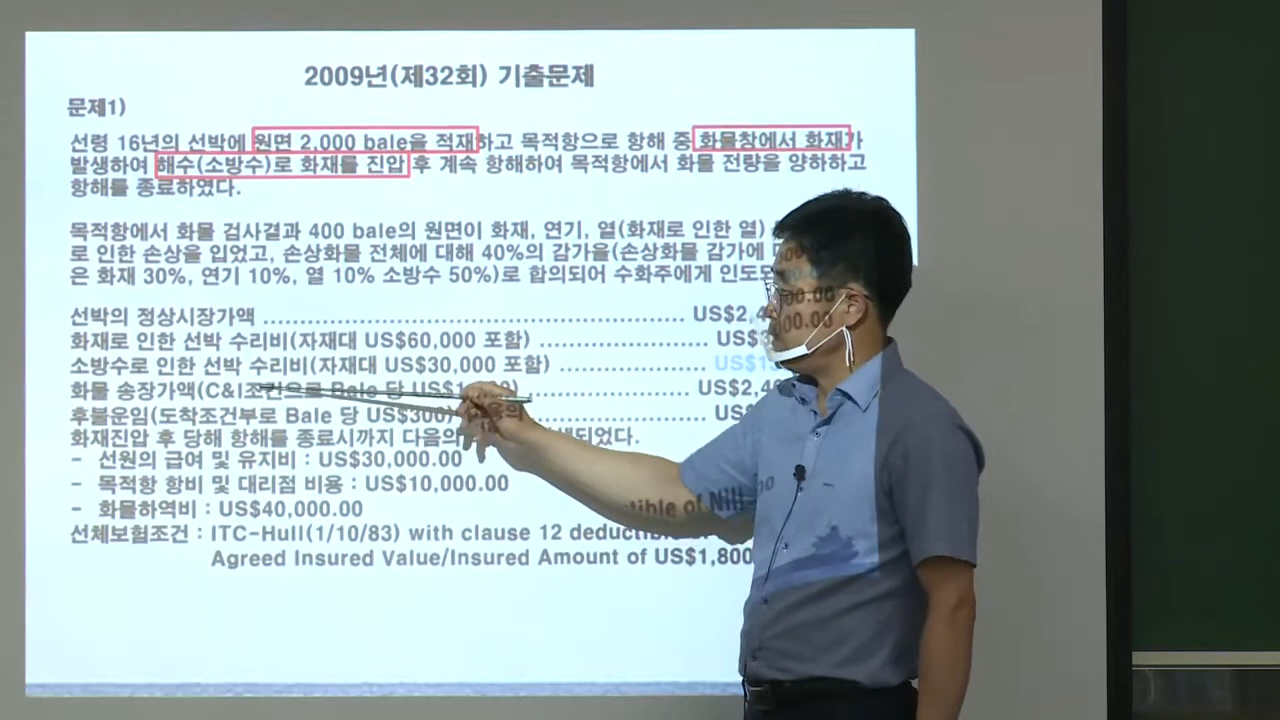 2009년(제32회) 기출문제
문제1)
선령 16년의 선박에 원면 2,000 bale을 적재하고 목적항으로 항해 중 화물창에서 화재가
발생하여 해수(소방수)로 화재를 진압 후 계속 항해하여 목적항에서 화물 전량을 양하하고
항해를 종료하였다.
목적항에서 화물 검사결과 400 bale의 원면이 화재, 연기, 열(화재로 인한 열)
로 인한 손상을 입었고, 손상화물 전체에 대해 40%의 감가율(손상화물 감가에
은 화재 30%, 연기 10%, 열 10% 소방수 50%)로 합의되어 수화주에게
선박의 정상시장가액 ........ US$2,4
화재로 인한 선박 수리비(자재대 US$60,000 포함) ........ US$
소방수로 인한 선박 수리비(자재대 US$30,000 포함) ........ US$1
화물 송장가액(C&I조건으로 Bale 당 ........ US$2,4
후불운임(도착조건부로 Bale 당 US$300) ........ US$
화재진압 후 당해 항해를 종료시까지 다음의
- 선원의 급여 및 유지비 : US$30,000.00
- 목적항 항비 및 대리점 비용 : US$10,000.00
- 화물하역비 : US$40,000.00
선체보험조건 : ITC-Hull(1/10/83) with clause 12 deductible of Nill
Agreed Insured Value/Insured Amount of US$1,800